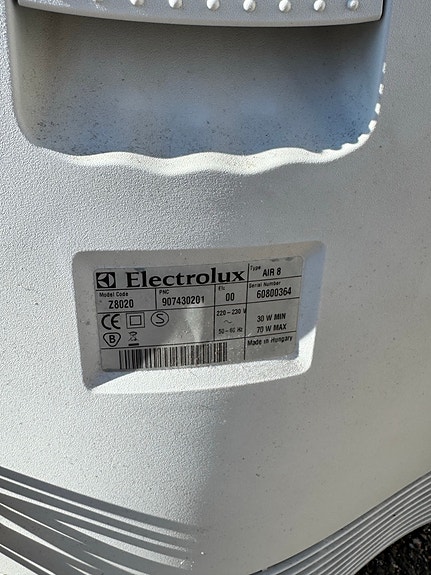 Electrolux
Type AIR 8
Model Code PNC Elc Serial Number
Z8020 907430201 00 60800364
CE S 220 - 230 V 30 W MIN
B ~ 50 - 60 Hz 70 W MAX
Made in Hungary